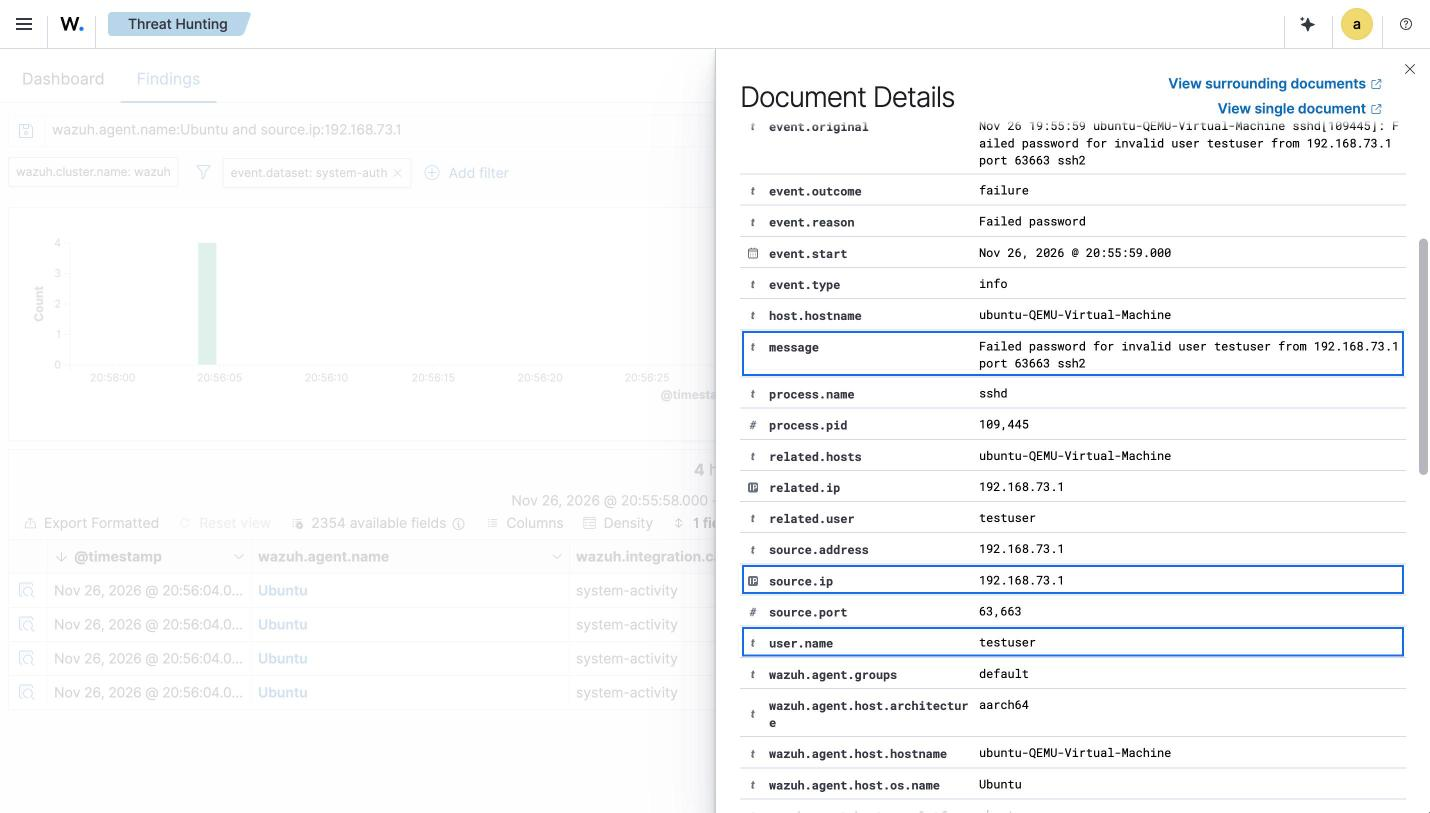 W.
Threat Hunting
a
Dashboard
Findings
wazuh.agent.name:Ubuntu and source.ip:192.168.73.1
wazuh.cluster.name: wazuh
event.dataset: system-auth
Add filter
Count
4
3
2
1
0
20:56:00
20:56:05
20:56:10
20:56:15
20:56:20
20:56:25
@timesta
4 h
Nov 26, 2026 @ 20:55:58.000 -
Export Formatted
Reset view
2354 available fields
Columns
Density
1 fie
@timestamp
wazuh.agent.name
wazuh.integration.c
Nov 26, 2026 @ 20:56:04.0... Ubuntu system-activity
Nov 26, 2026 @ 20:56:04.0... Ubuntu system-activity
Nov 26, 2026 @ 20:56:04.0... Ubuntu system-activity
Nov 26, 2026 @ 20:56:04.0... Ubuntu system-activity
Document Details
View surrounding documents
View single document
t event.original Nov 26 19:55:59 ubuntu-QEMU-Virtual-Machine sshd[109445]: F
ailed password for invalid user testuser from 192.168.73.1
port 63663 ssh2
t event.outcome failure
t event.reason Failed password
event.start Nov 26, 2026 @ 20:55:59.000
t event.type info
t host.hostname ubuntu-QEMU-Virtual-Machine
t message Failed password for invalid user testuser from 192.168.73.1
port 63663 ssh2
t process.name sshd
# process.pid 109,445
t related.hosts ubuntu-QEMU-Virtual-Machine
IP related.ip 192.168.73.1
t related.user testuser
t source.address 192.168.73.1
IP source.ip 192.168.73.1
# source.port 63,663
t user.name testuser
t wazuh.agent.groups default
t wazuh.agent.host.architectur aarch64
e
t wazuh.agent.host.hostname ubuntu-QEMU-Virtual-Machine
t wazuh.agent.host.os.name Ubuntu